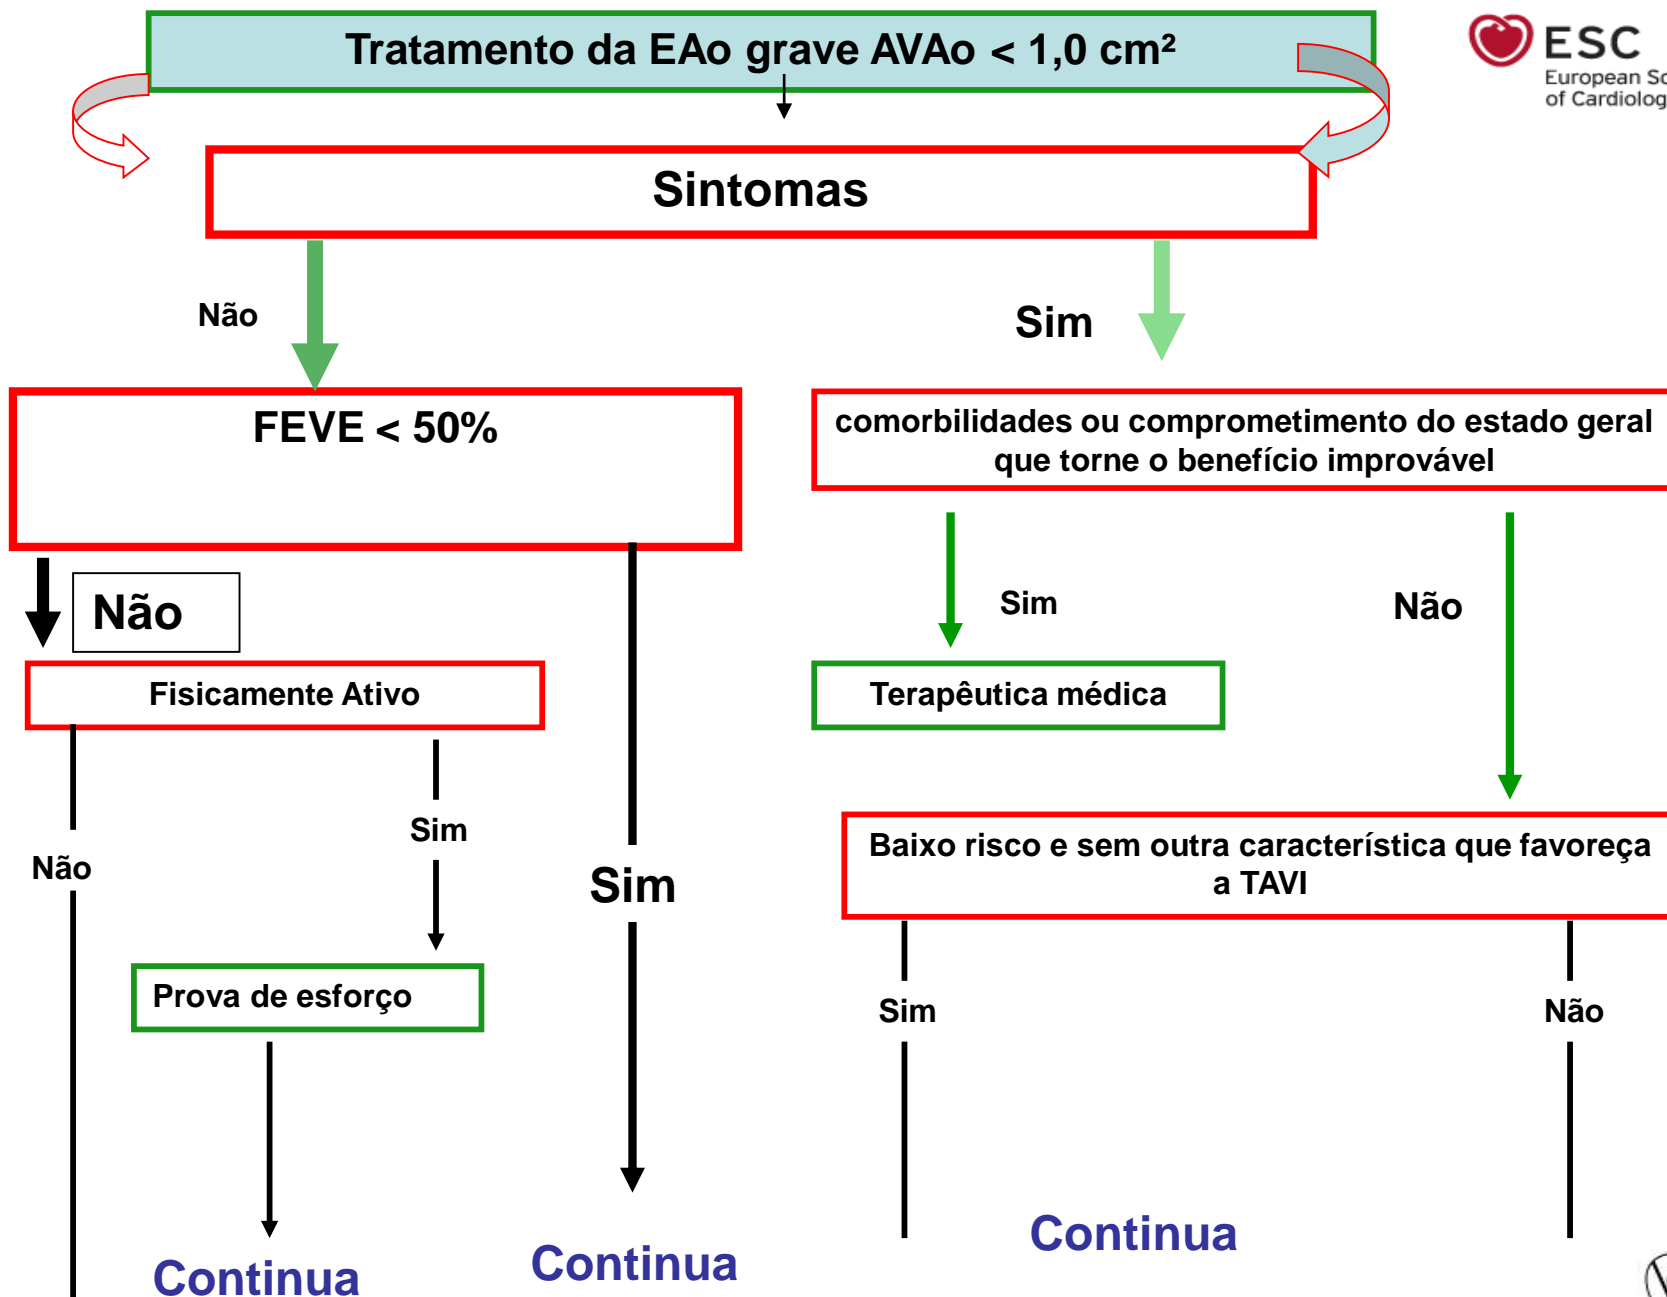 Tratamento da EAo grave AVAo < 1,0 cm²
ESC
European So
of Cardiolog
Sintomas
Não
Sim
FEVE < 50%
comorbilidades ou comprometimento do estado geral
que torne o benefício improvável
Não
Sim
Não
Fisicamente Ativo
Terapêutica médica
Sim
Não
Sim
Baixo risco e sem outra característica que favoreça
a TAVI
Prova de esforço
Sim
Não
Continua
Continua
Continua